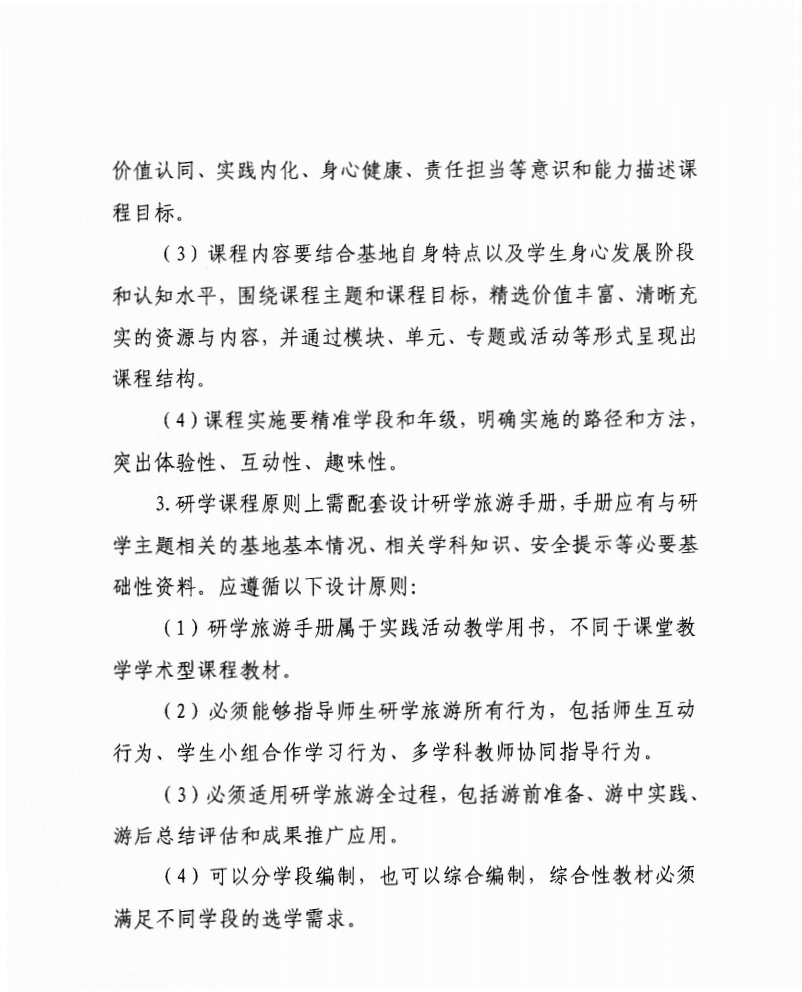 价值认同、实践内化、身心健康、责任担当等意识和能力描述课
程目标。
（3）课程内容要结合基地自身特点以及学生身心发展阶段
和认知水平，围绕课程主题和课程目标，精选价值丰富、清晰充
实的资源与内容，并通过模块、单元、专题或活动等形式呈现出
课程结构。
（4）课程实施要精准学段和年级，明确实施的路径和方法，
突出体验性、互动性、趣味性。
3. 研学课程原则上需配套设计研学旅游手册，手册应有与研
学主题相关的基地基本情况、相关学科知识、安全提示等必要基
础性资料。应遵循以下设计原则：
（1）研学旅游手册属于实践活动教学用书，不同于课堂教
学学术型课程教材。
（2）必须能够指导师生研学旅游所有行为，包括师生互动
行为、学生小组合作学习行为、多学科教师协同指导行为。
（3）必须适用研学旅游全过程，包括游前准备、游中实践、
游后总结评估和成果推广应用。
（4）可以分学段编制，也可以综合编制，综合性教材必须
满足不同学段的选学需求。